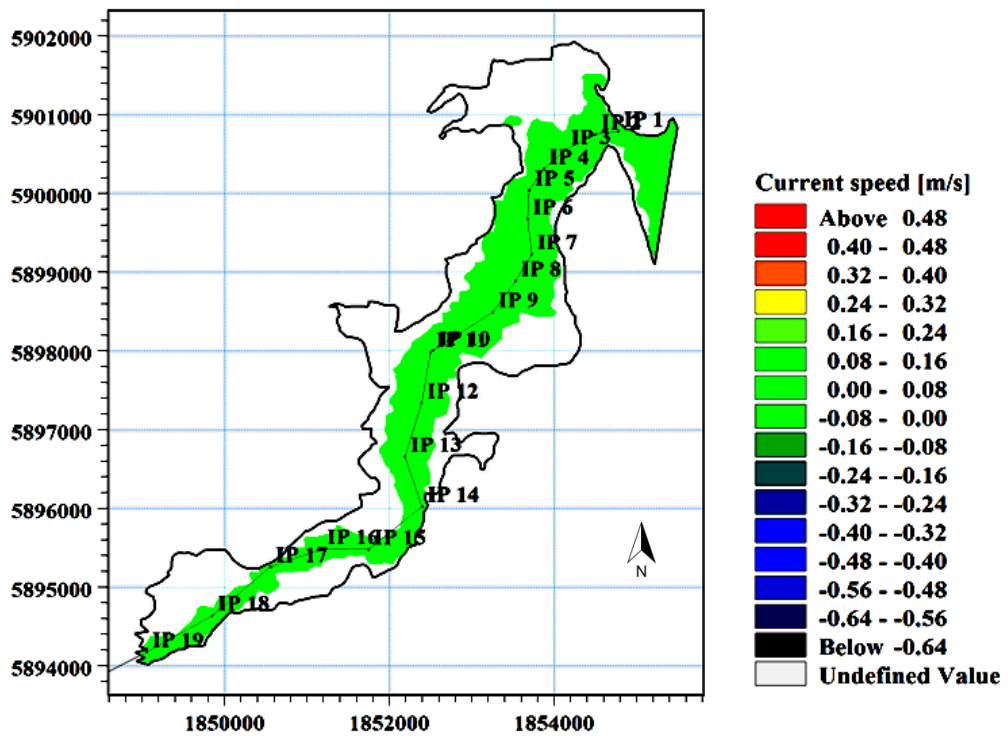 5902000
5901000
5900000
5899000
5898000
5897000
5896000
5895000
5894000
1850000
1852000
1854000
IP 1
IP 2
IP 3
IP 4
IP 5
IP 6
IP 7
IP 8
IP 9
IP 10
IP 12
IP 13
IP 14
IP 15
IP 16
IP 17
IP 18
IP 19
N
Current speed [m/s]
Above 0.48
0.40 - 0.48
0.32 - 0.40
0.24 - 0.32
0.16 - 0.24
0.08 - 0.16
0.00 - 0.08
-0.08 - 0.00
-0.16 - -0.08
-0.24 - -0.16
-0.32 - -0.24
-0.40 - -0.32
-0.48 - -0.40
-0.56 - -0.48
-0.64 - -0.56
Below -0.64
Undefined Value